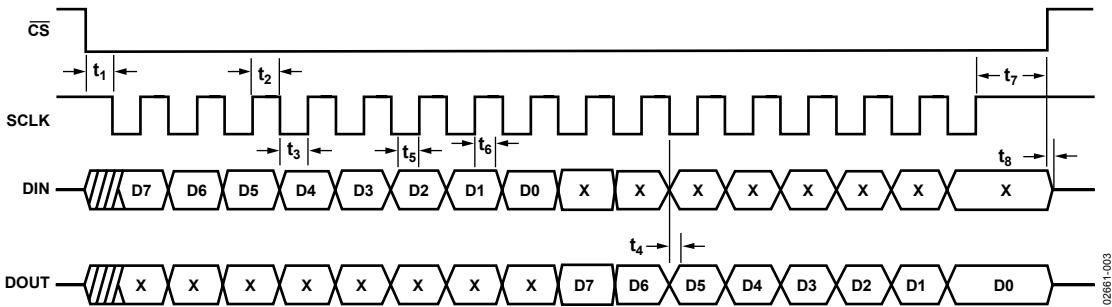 CS
t1
t2
t7
SCLK
t3
t5
t6
t8
DIN
D7 D6 D5 D4 D3 D2 D1 D0 X X X X X X X X
t4
DOUT
X X X X X X X X D7 D6 D5 D4 D3 D2 D1 D0
02661-003